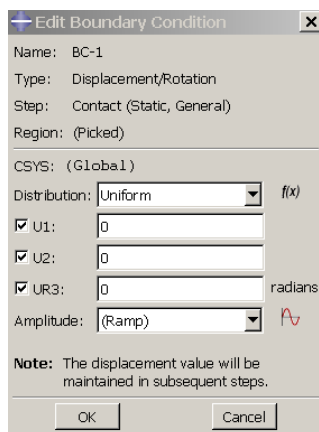 Edit Boundary Condition
Name: BC-1
Type: Displacement/Rotation
Step: Contact (Static, General)
Region: (Picked)
CSYS: (Global)
Distribution: Uniform f(x)
U1: 0
U2: 0
UR3: 0 radians
Amplitude: (Ramp)
Note: The displacement value will be
maintained in subsequent steps.
OK Cancel